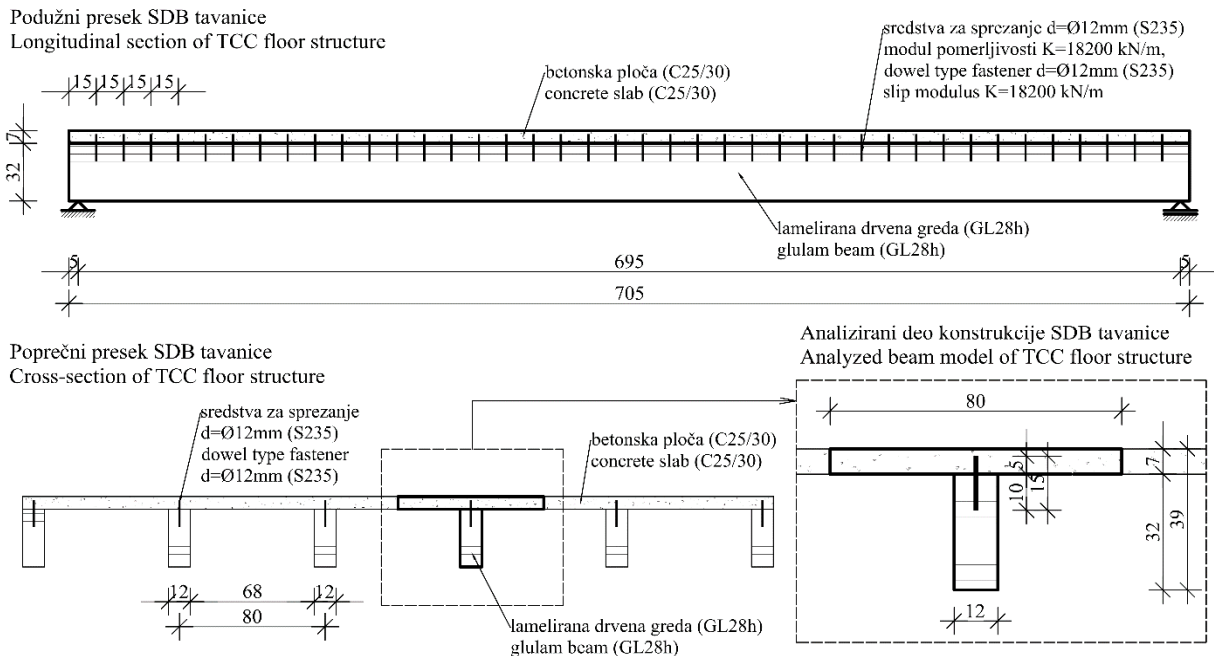 Podužni presek SDB tavanice
Longitudinal section of TCC floor structure
sredstva za sprezanje d=Ø12mm (S235)
modul pomerljivosti K=18200 kN/m,
dowel type fastener d=Ø12mm (S235)
slip modulus K=18200 kN/m
betonska ploča (C25/30)
concrete slab (C25/30)
15 15 15 15
7
32
lamelirana drvena greda (GL28h)
glulam beam (GL28h)
5 695 5
705
Poprečni presek SDB tavanice
Cross-section of TCC floor structure
Analizirani deo konstrukcije SDB tavanice
Analyzed beam model of TCC floor structure
sredstva za sprezanje
d=Ø12mm (S235)
dowel type fastener
d=Ø12mm (S235)
betonska ploča (C25/30)
concrete slab (C25/30)
12 68 12
80
lamelirana drvena greda (GL28h)
glulam beam (GL28h)
80
5
10
15
7
32
39
12